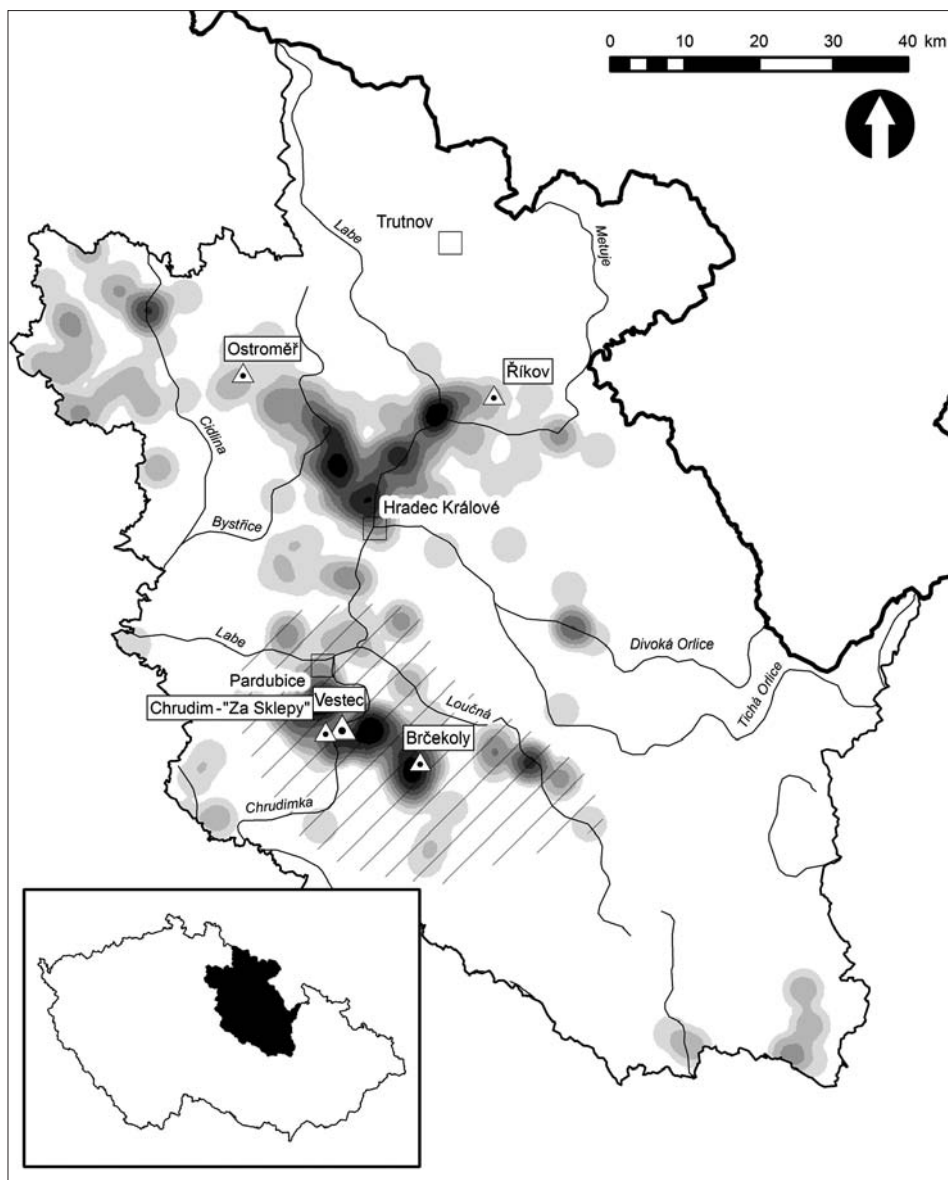 0 10 20 30 40 km
Trutnov
Labe
Metuje
Ostroměř
Říkov
Cidlina
Hradec Králové
Bystřice
Labe
Divoká Orlice
Pardubice
Tichá Orlice
Vestec
Loučná
Chrudim - "Za Sklepy"
Brčekoly
Chrudimka